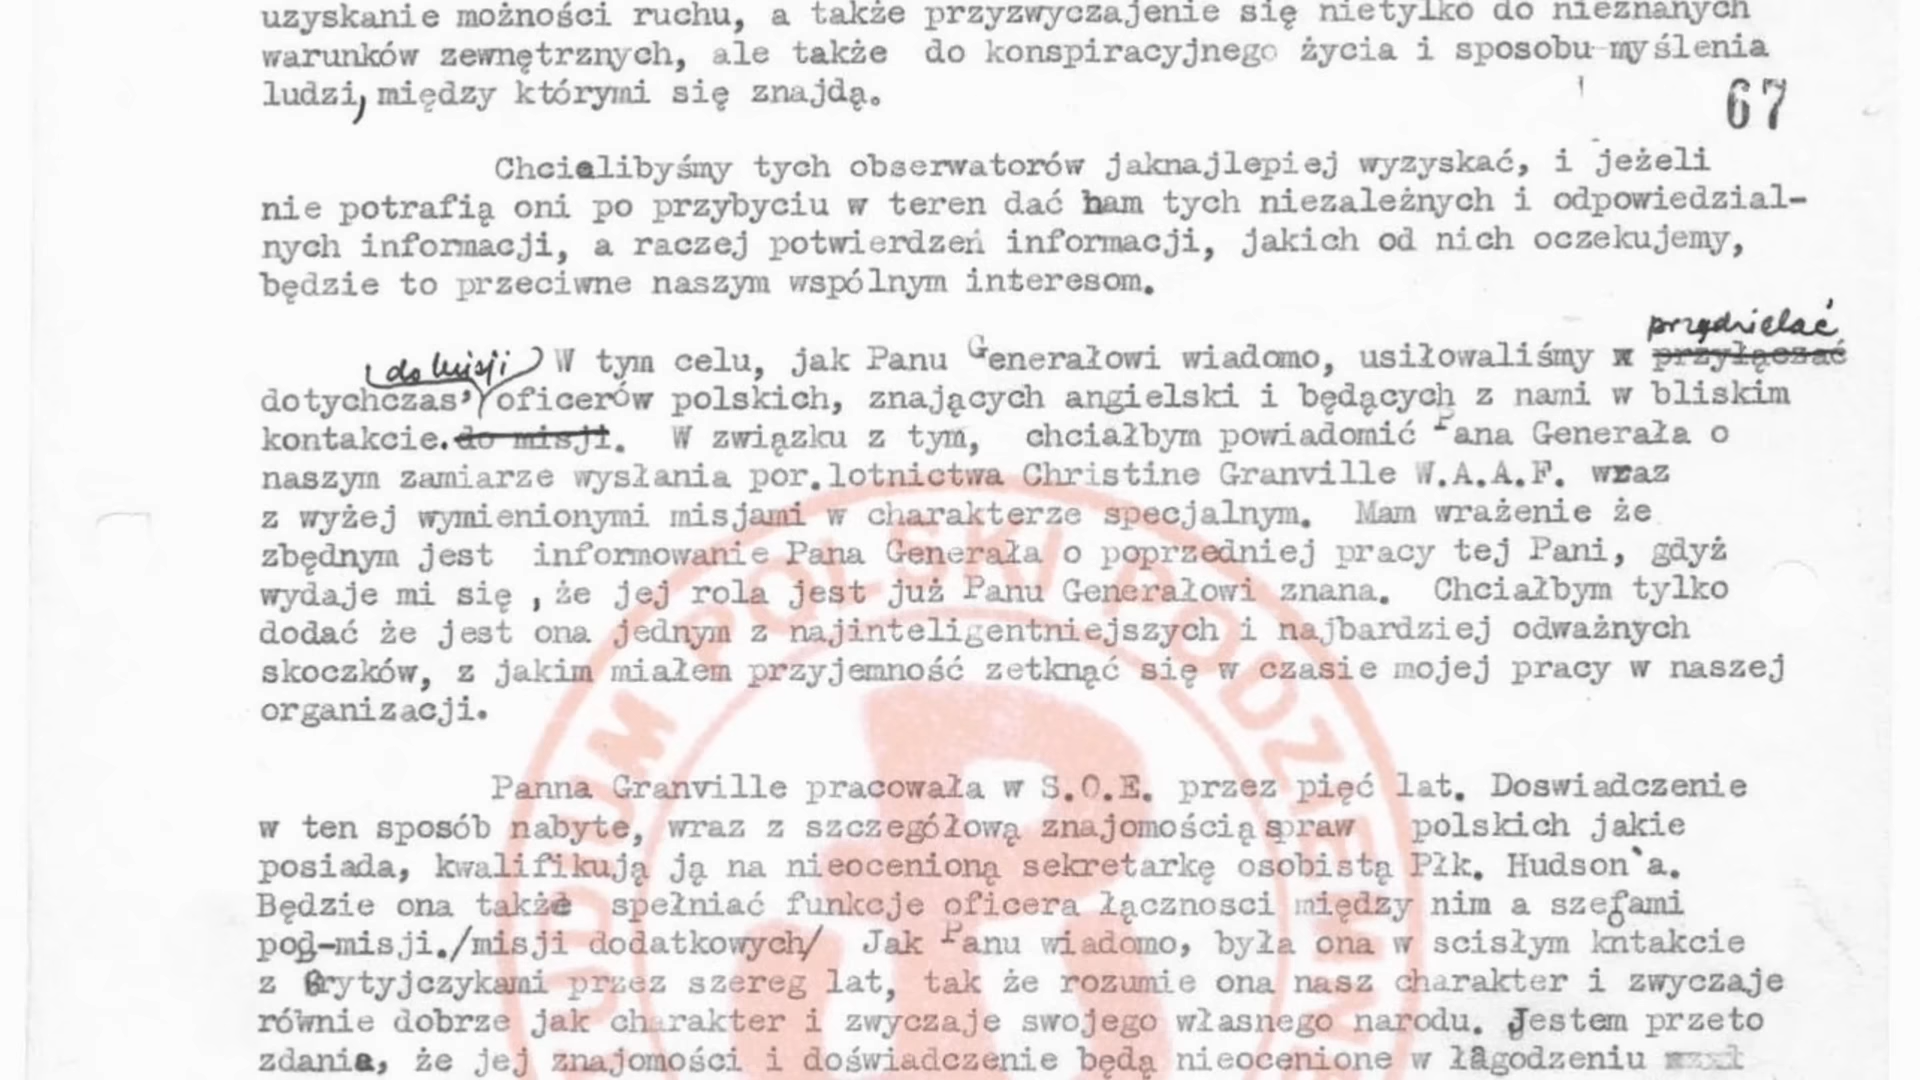 uzyskanie możności ruchu, a także przyzwyczajenie się nietylko do nieznanych
warunków zewnętrznych, ale także do konspiracyjnego życia i sposobu myślenia
ludzi, między którymi się znajdą.
67
Chcielibyśmy tych obserwatorów jaknajlepiej wyzyskać, i jeżeli
nie potrafią oni po przybyciu w teren dać nam tych niezależnych i odpowiedzial-
nych informacji, a raczej potwierdzeń informacji, jakich od nich oczekujemy,
będzie to przeciwne naszym wspólnym interesom.
przydzielać
do misji W tym celu, jak Panu Generałowi wiadomo, usiłowaliśmy x przyłączać
dotychczas, oficerów polskich, znających angielski i będących z nami w bliskim
kontakcie. do misji. W związku z tym, chciałbym powiadomić Pana Generała o
naszym zamiarze wysłania por.lotnictwa Christine Granville W.A.A.F. wraz
z wyżej wymienionymi misjami w charakterze specjalnym. Mam wrażenie że
zbędnym jest informowanie Pana Generała o poprzedniej pracy tej Pani, gdyż
wydaje mi się , że jej rola jest już Panu Generałowi znana. Chciałbym tylko
dodać że jest ona jednym z najinteligentniejszych i najbardziej odważnych
skoczków, z jakim miałem przyjemność zetknąć się w czasie mojej pracy w naszej
organizacji.
Panna Granville pracowała w S.O.E. przez pięć lat. Doswiadczenie
w ten sposób nabyte, wraz z szczegółową znajomością spraw polskich jakie
posiada, kwalifikują ją na nieocenioną sekretarkę osobistą Płk. Hudson'a.
Będzie ona także spełniać funkcje oficera łącznosci między nim a szefami
pod-misji./misji dodatkowych/ Jak Panu wiadomo, była ona w scisłym kontakcie
z Brytyjczykami przez szereg lat, tak że rozumie ona nasz charakter i zwyczaje
równie dobrze jak charakter i zwyczaje swojego własnego narodu. Jestem przeto
zdania, że jej znajomości i doświadczenie będą nieocenione w łagodzeniu
STUDIUM POLSKI PODZIEMNEJ